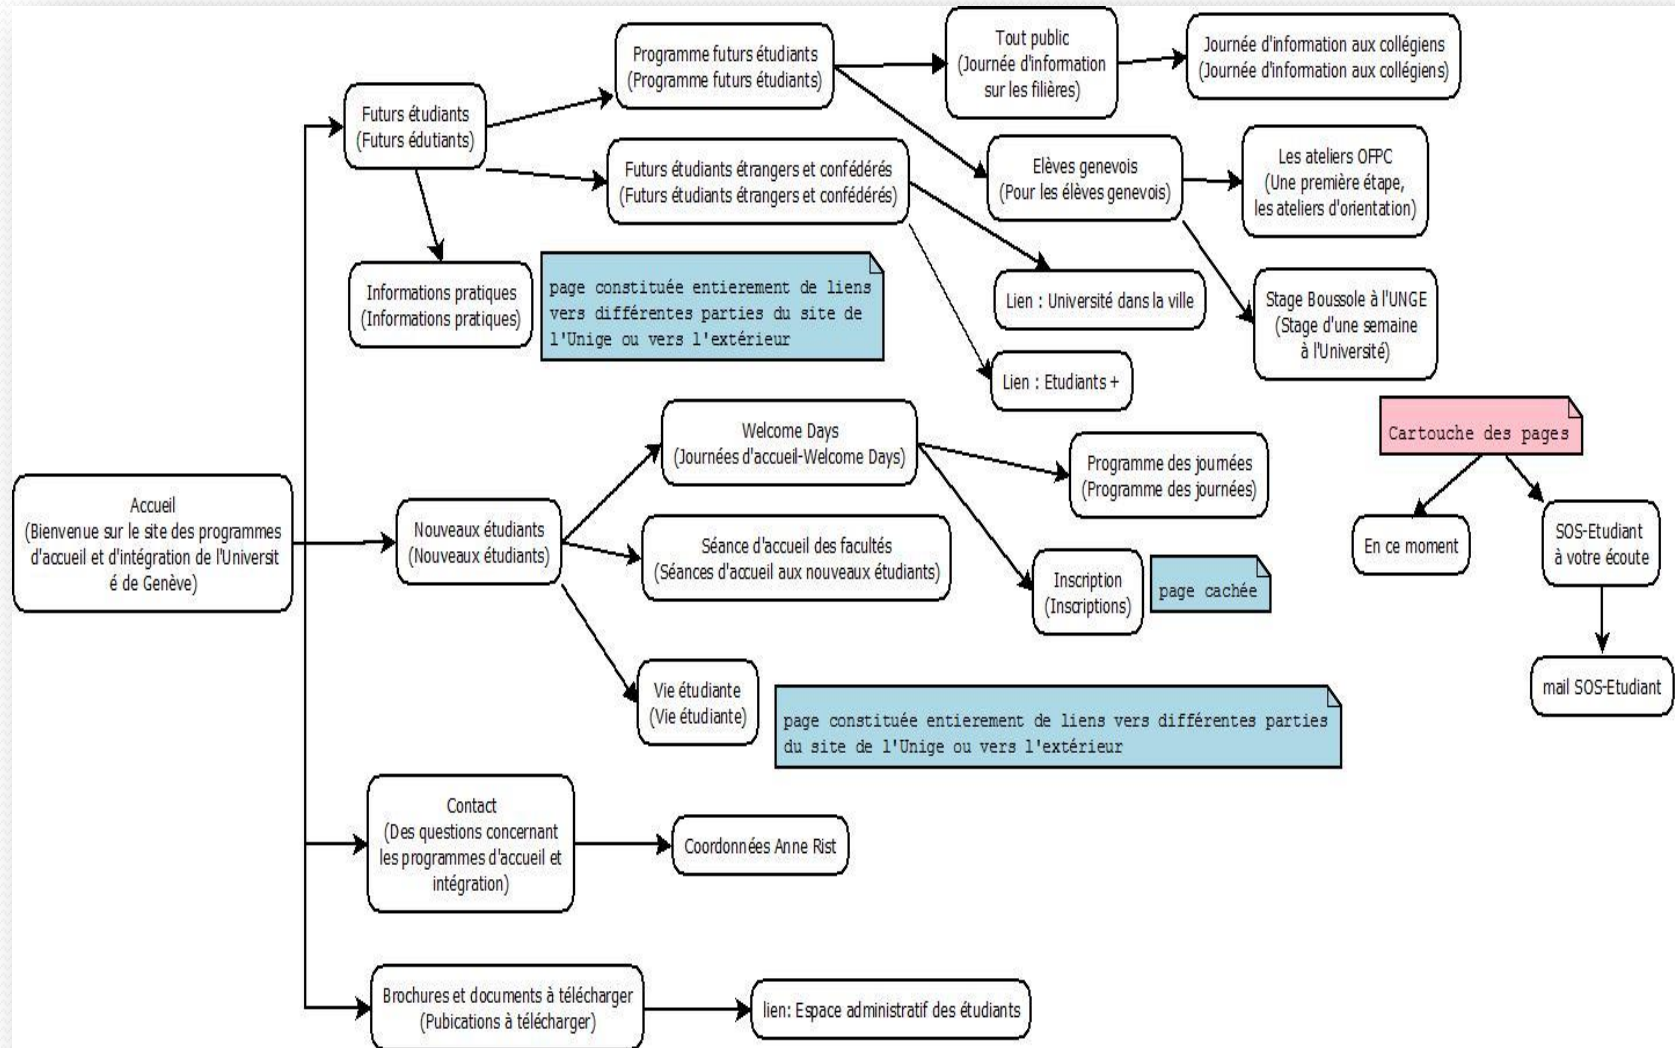 Accueil
(Bienvenue sur le site des programmes
d'accueil et d'intégration de l'Universit
é de Genève)
Futurs étudiants
(Futurs édutiants)
Programme futurs étudiants
(Programme futurs étudiants)
Tout public
(Journée d'information
sur les filières)
Journée d'information aux collégiens
(Journée d'information aux collégiens)
Elèves genevois
(Pour les élèves genevois)
Les ateliers OFPC
(Une première étape,
les ateliers d'orientation)
Stage Boussole à l'UNGE
(Stage d'une semaine
à l'Université)
Futurs étudiants étrangers et confédérés
(Futurs étudiants étrangers et confédérés)
Lien : Université dans la ville
Lien : Etudiants +
Informations pratiques
(Informations pratiques)
page constituée entierement de liens
vers différentes parties du site de
l'Unige ou vers l'extérieur
Nouveaux étudiants
(Nouveaux étudiants)
Welcome Days
(Journées d'accueil-Welcome Days)
Programme des journées
(Programme des journées)
Inscription
(Inscriptions)
page cachée
Séance d'accueil des facultés
(Séances d'accueil aux nouveaux étudiants)
Vie étudiante
(Vie étudiante)
page constituée entierement de liens vers différentes parties
du site de l'Unige ou vers l'extérieur
Contact
(Des questions concernant
les programmes d'accueil et
intégration)
Coordonnées Anne Rist
Brochures et documents à télécharger
(Pubications à télécharger)
lien: Espace administratif des étudiants
Cartouche des pages
En ce moment
SOS-Etudiant
à votre écoute
mail SOS-Etudiant